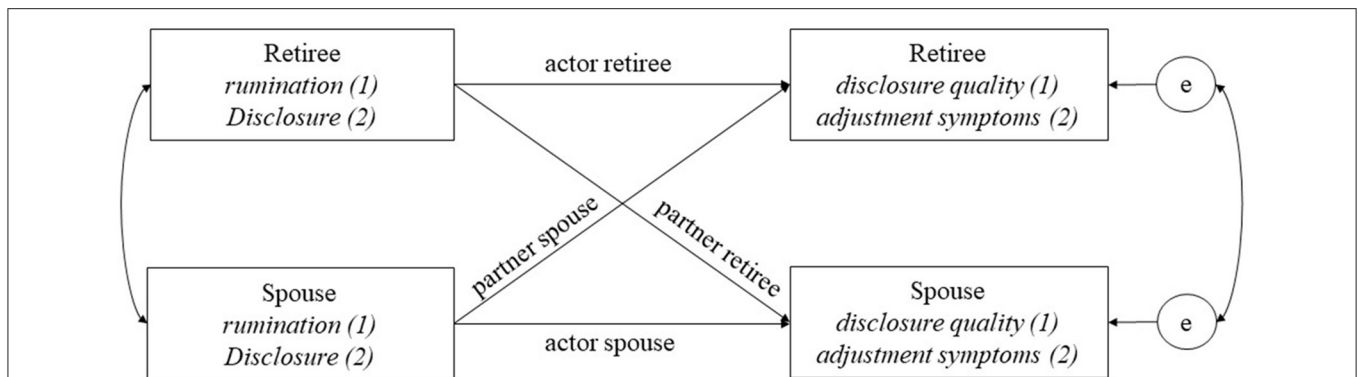 Retiree
rumination (1)
Disclosure (2)
actor retiree
Retiree
disclosure quality (1)
adjustment symptoms (2)
e
partner spouse
partner retiree
Spouse
rumination (1)
Disclosure (2)
actor spouse
Spouse
disclosure quality (1)
adjustment symptoms (2)
e